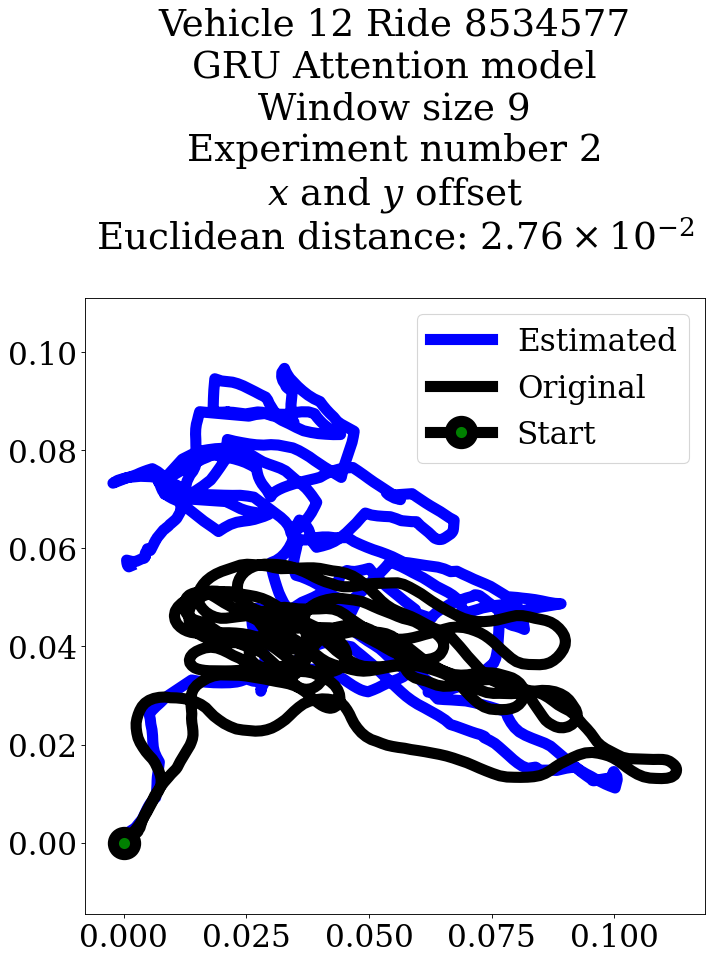 Vehicle 12 Ride 8534577
GRU Attention model
Window size 9
Experiment number 2
x and y offset
Euclidean distance: 2.76 × 10⁻²
Estimated
Original
Start
0.10
0.08
0.06
0.04
0.02
0.00
0.000 0.025 0.050 0.075 0.100